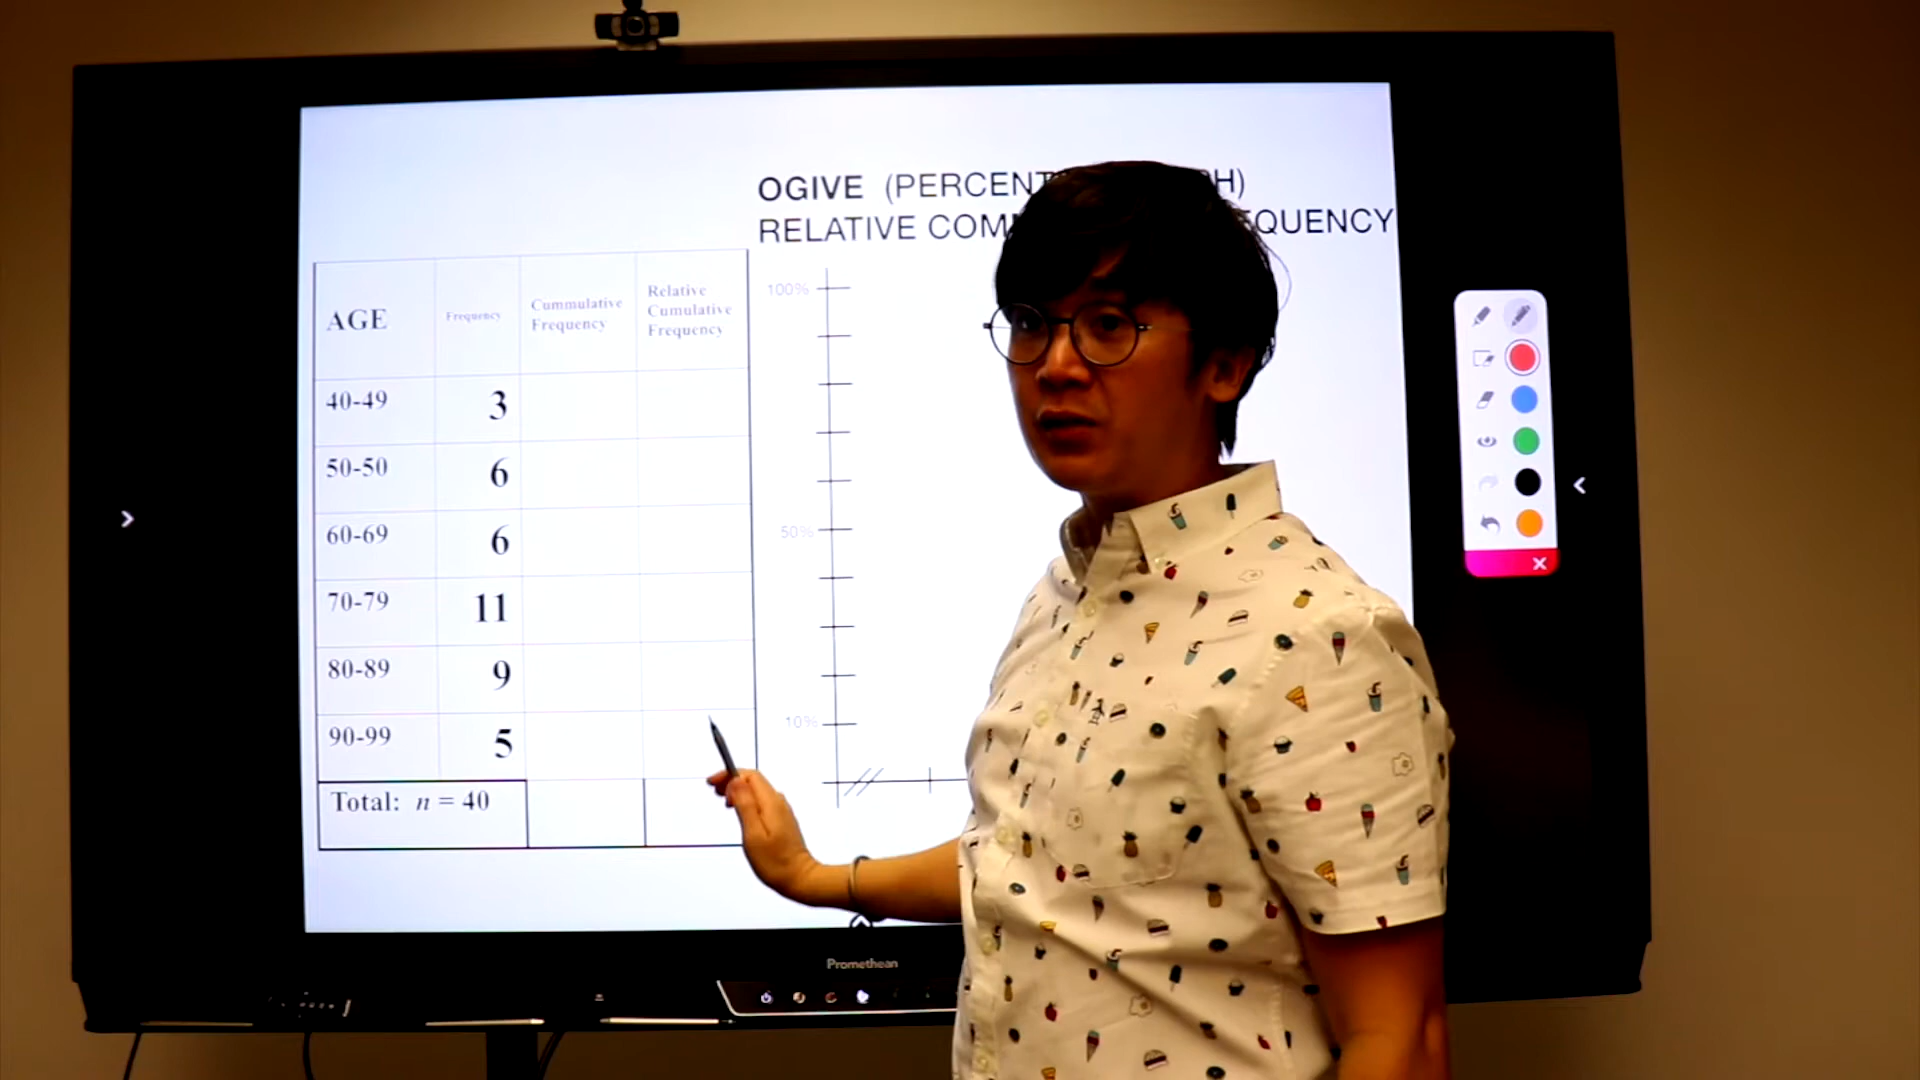 OGIVE (PERCENT H)
RELATIVE COM QUENCY
AGE Frequency Cummulative Frequency Relative Cumulative Frequency
40-49 3
50-50 6
60-69 6
70-79 11
80-89 9
90-99 5
Total: n = 40
100%
50%
10%
Promethean